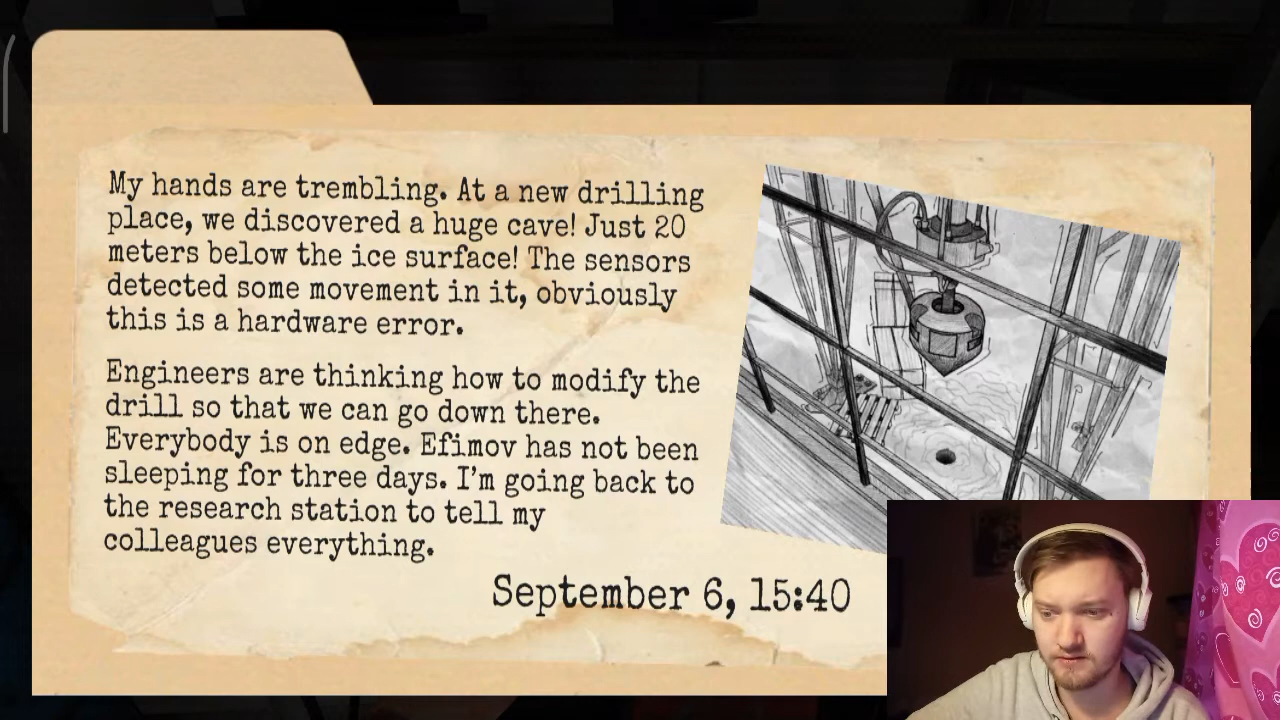 My hands are trembling. At a new drilling
place, we discovered a huge cave! Just 20
meters below the ice surface! The sensors
detected some movement in it, obviously
this is a hardware error.
Engineers are thinking how to modify the
drill so that we can go down there.
Everybody is on edge. Efimov has not been
sleeping for three days. I'm going back to
the research station to tell my
colleagues everything.
September 6, 15:40